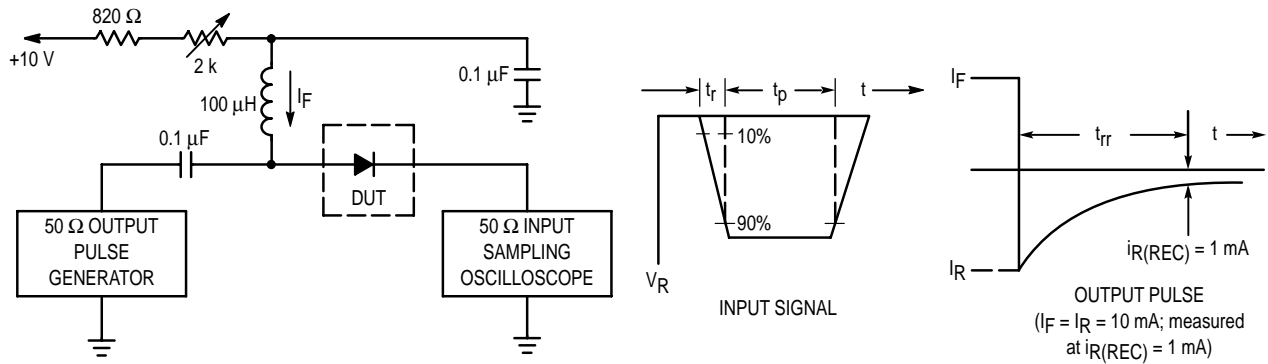 820 Ω
+10 V
2 k
0.1 µF
100 µH
I_F
0.1 µF
DUT
50 Ω OUTPUT
PULSE
GENERATOR
50 Ω INPUT
SAMPLING
OSCILLOSCOPE
t_r
t_p
t
10%
90%
V_R
INPUT SIGNAL
I_F
t_rr
t
I_R
i_R(REC) = 1 mA
OUTPUT PULSE
(I_F = I_R = 10 mA; measured
at i_R(REC) = 1 mA)